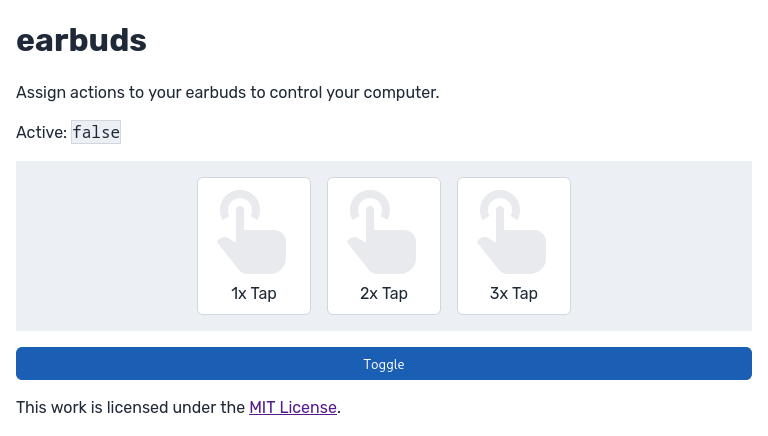 earbuds
Assign actions to your earbuds to control your computer.
Active: false
1x Tap
2x Tap
3x Tap
Toggle
This work is licensed under the MIT License.